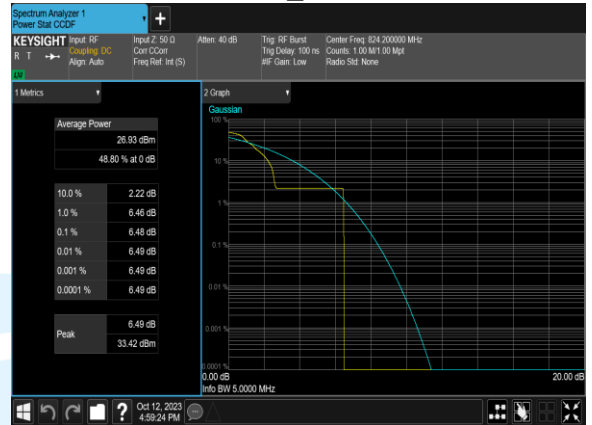 Spectrum Analyzer 1
Power Stat CCDF
+
KEYSIGHT
R T
LNI
Input: RF
Coupling: DC
Align: Auto
Input Z: 50 Ω
Corr CCorr
Freq Ref: Int (S)
Atten: 40 dB
Trig: RF Burst
Trig Delay: 100 ns
#IF Gain: Low
Center Freq: 824.200000 MHz
Counts: 1.00 M/1.00 Mpt
Radio Std: None
1 Metrics
Average Power
26.93 dBm
48.80 % at 0 dB
10.0 % 2.22 dB
1.0 % 6.46 dB
0.1 % 6.48 dB
0.01 % 6.49 dB
0.001 % 6.49 dB
0.0001 % 6.49 dB
Peak
6.49 dB
33.42 dBm
2 Graph
Gaussian
100 %
10 %
1 %
0.1 %
0.01 %
0.001 %
0.0001 %
0.00 dB
20.00 dB
Info BW 5.0000 MHz
?
Oct 12, 2023
4:59:24 PM